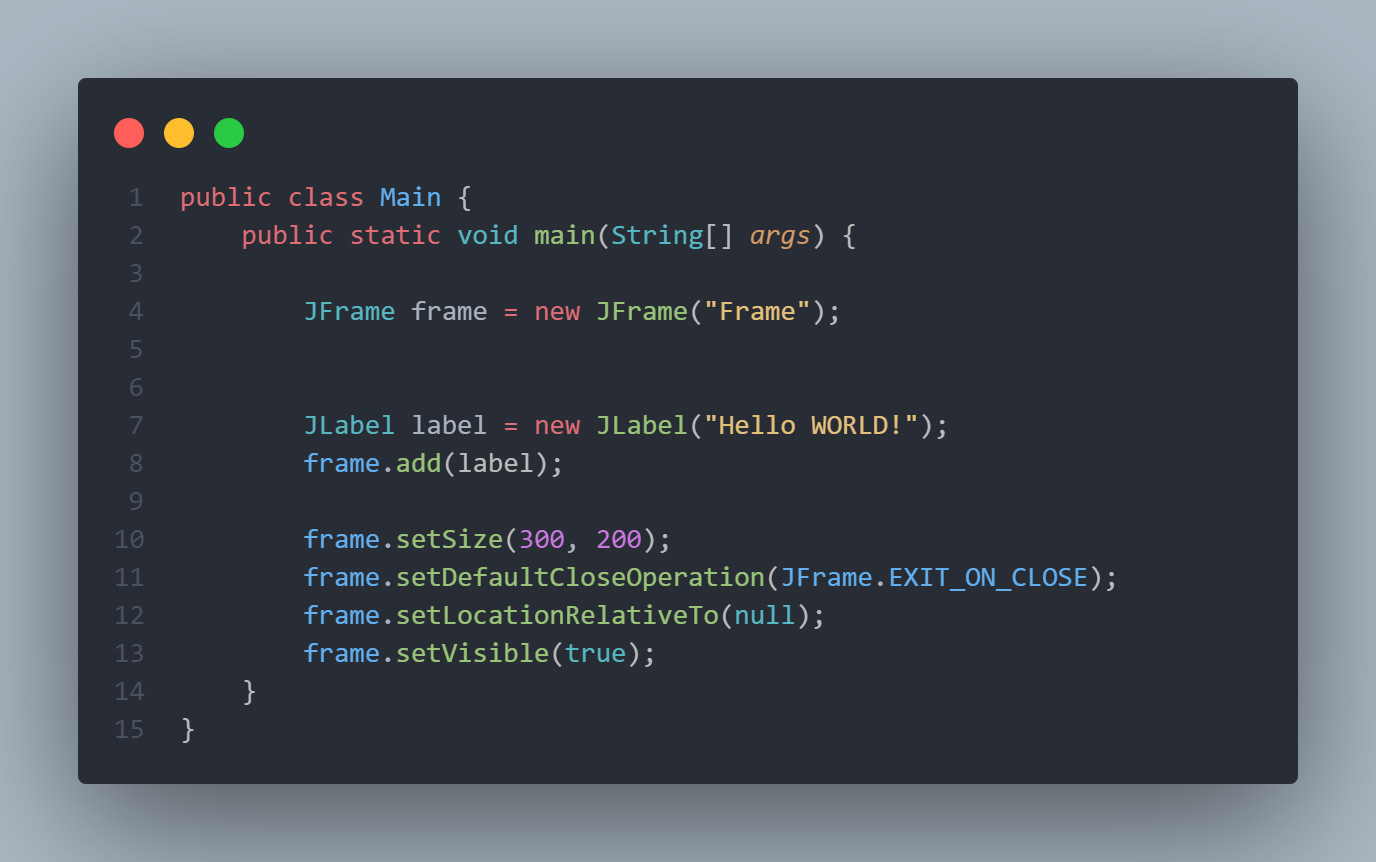 1 public class Main {
2     public static void main(String[] args) {
3
4         JFrame frame = new JFrame("Frame");
5
6
7         JLabel label = new JLabel("Hello WORLD!");
8         frame.add(label);
9
10         frame.setSize(300, 200);
11         frame.setDefaultCloseOperation(JFrame.EXIT_ON_CLOSE);
12         frame.setLocationRelativeTo(null);
13         frame.setVisible(true);
14     }
15 }